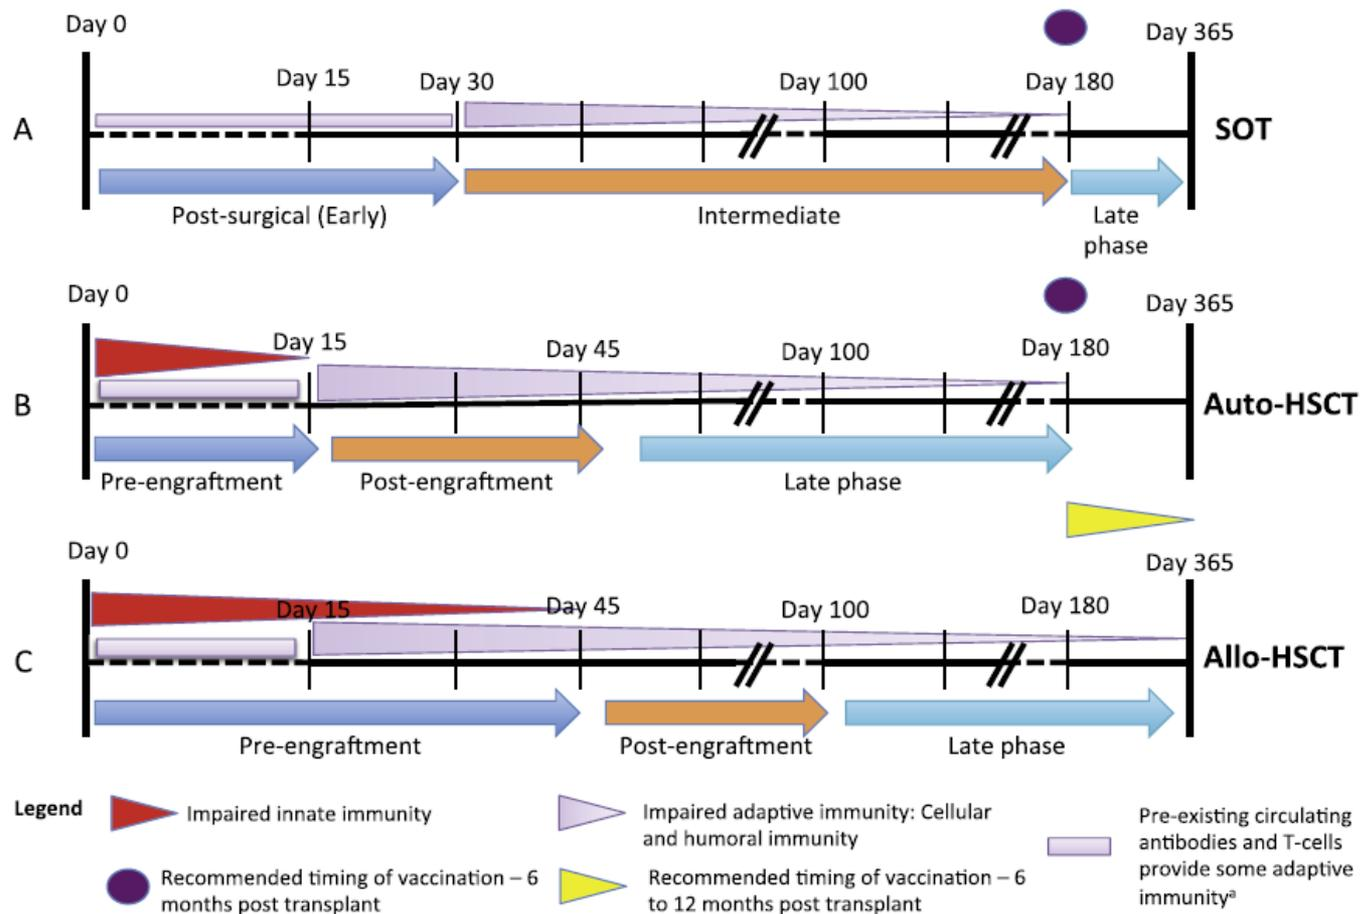 Day 0
Day 365
Day 15
Day 30
Day 100
Day 180
A
SOT
Post-surgical (Early)
Intermediate
Late
phase
Day 0
Day 365
Day 15
Day 45
Day 100
Day 180
B
Auto-HSCT
Pre-engraftment
Post-engraftment
Late phase
Day 0
Day 365
Day 15
Day 45
Day 100
Day 180
C
Allo-HSCT
Pre-engraftment
Post-engraftment
Late phase
Legend
Impaired innate immunity
Impaired adaptive immunity: Cellular
and humoral immunity
Pre-existing circulating
antibodies and T-cells
provide some adaptive
immunityᵃ
Recommended timing of vaccination – 6
months post transplant
Recommended timing of vaccination – 6
to 12 months post transplant